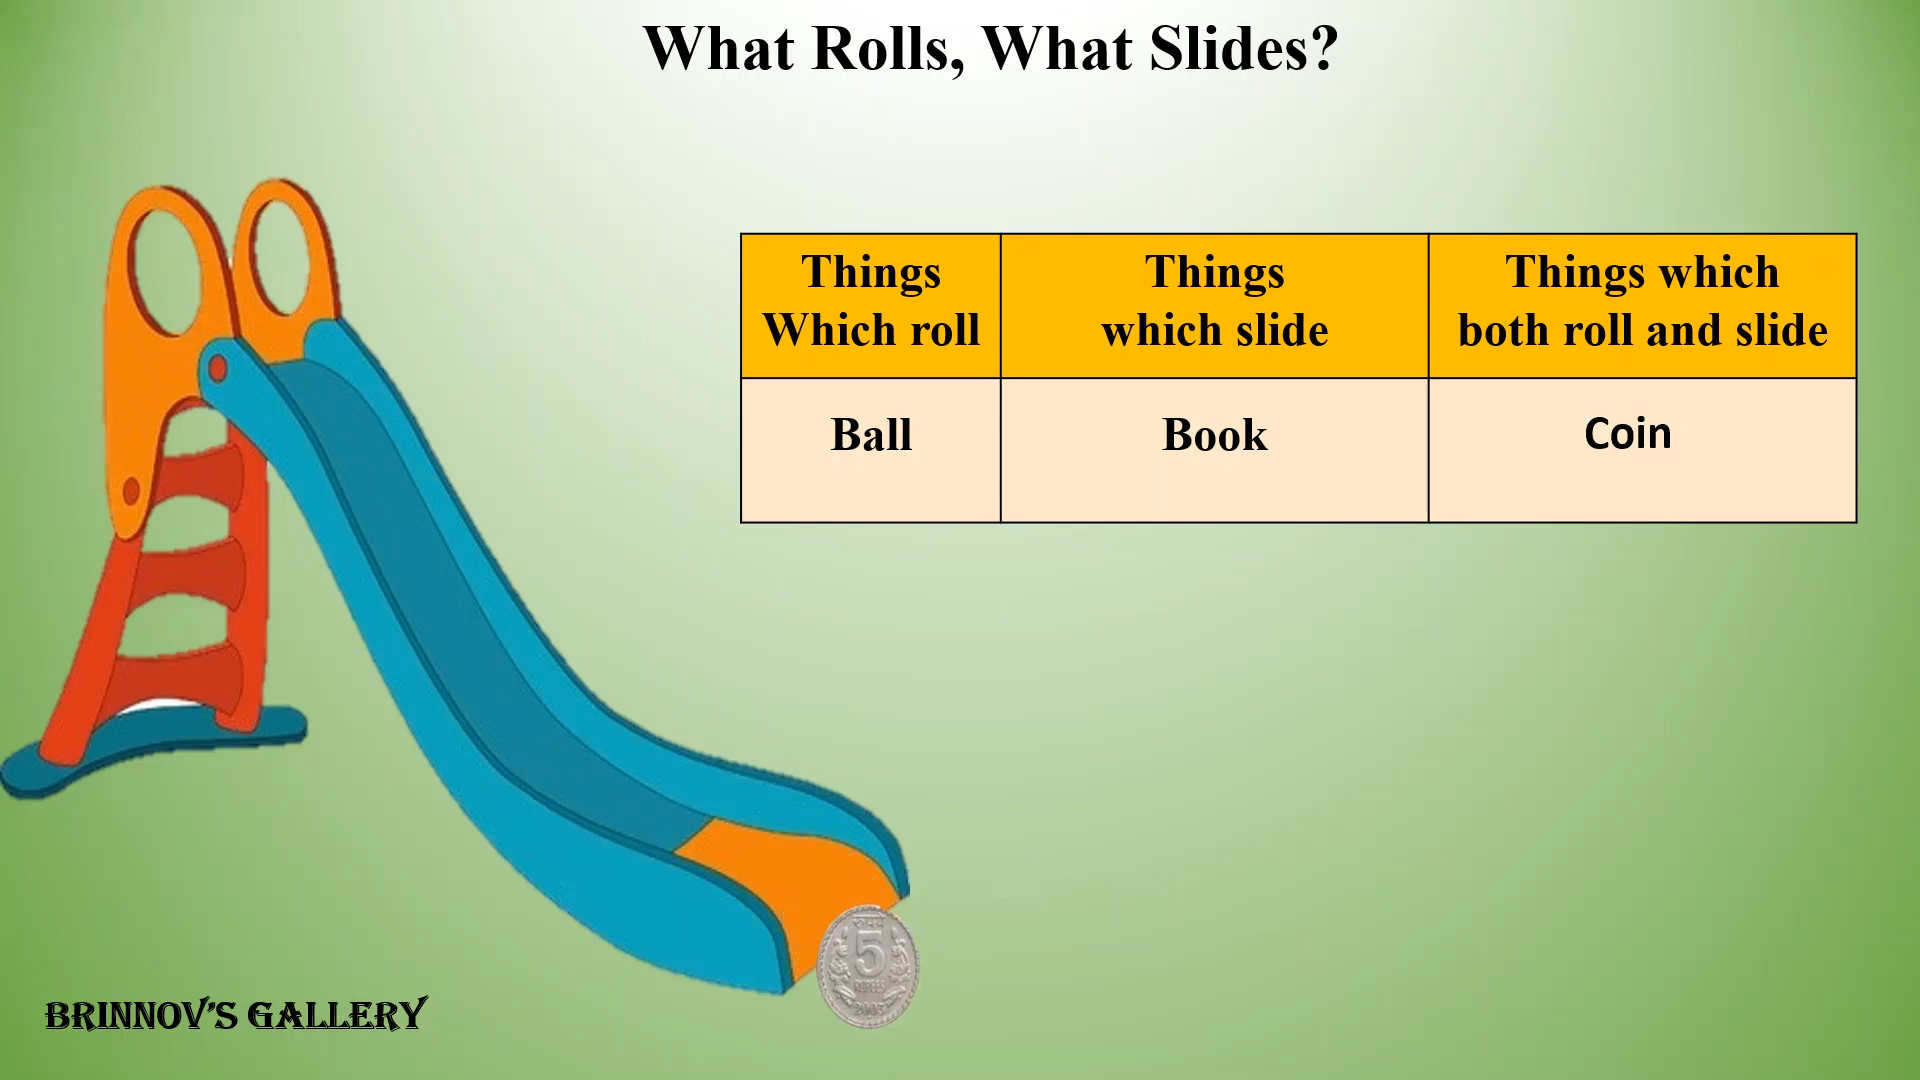 What Rolls, What Slides?
Things
Which roll
Things
which slide
Things which
both roll and slide
Ball
Book
Coin
5
RUPEES
BRINNOV'S GALLERY